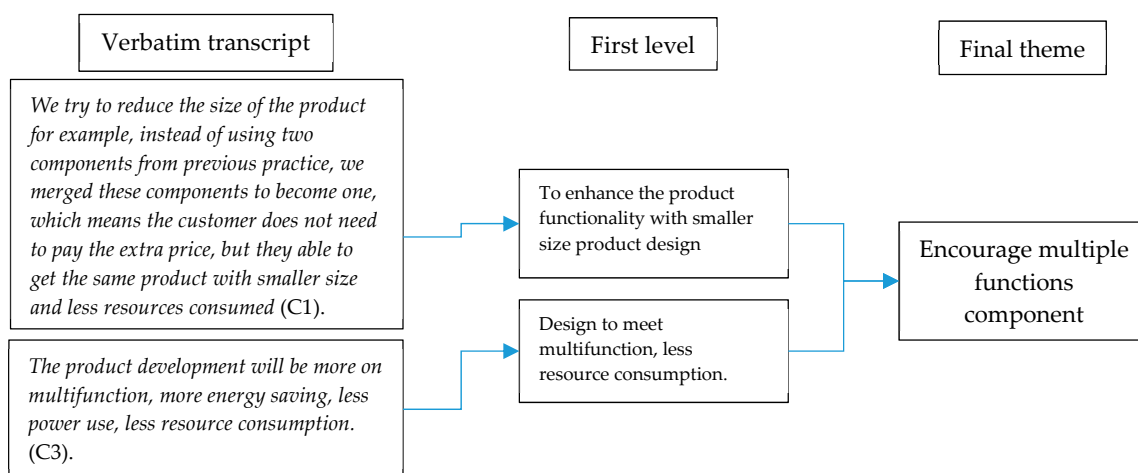 Verbatim transcript
First level
Final theme
We try to reduce the size of the product
for example, instead of using two
components from previous practice, we
merged these components to become one,
which means the customer does not need
to pay the extra price, but they able to
get the same product with smaller size
and less resources consumed (C1).
To enhance the product
functionality with smaller
size product design
Encourage multiple
functions
component
Design to meet
multifunction, less
resource consumption.
The product development will be more on
multifunction, more energy saving, less
power use, less resource consumption.
(C3).